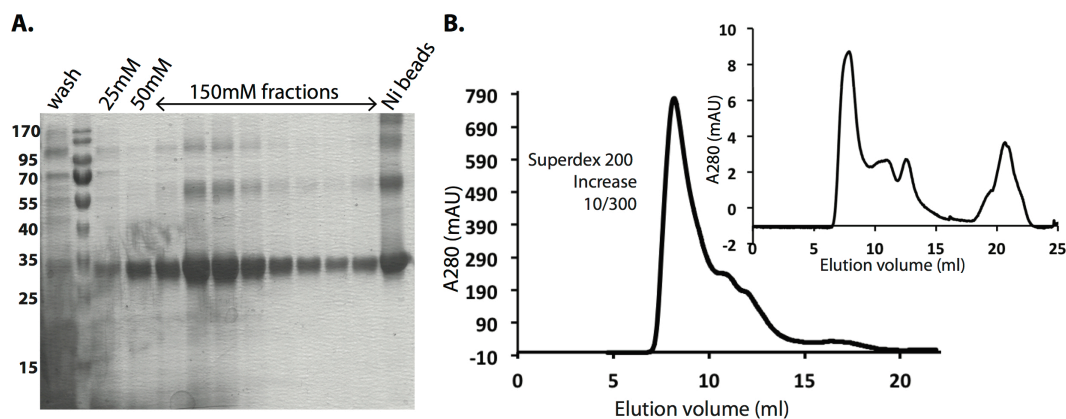 A.
wash
25mM
50mM
150mM fractions
Ni beads
170
95
70
55
40
35
25
15
B.
790
690
590
490
390
290
190
90
-10
A280 (mAU)
Superdex 200
Increase
10/300
0 5 10 15 20
Elution volume (ml)
10
8
6
4
2
0
-2
A280 (mAU)
0 5 10 15 20 25
Elution volume (ml)